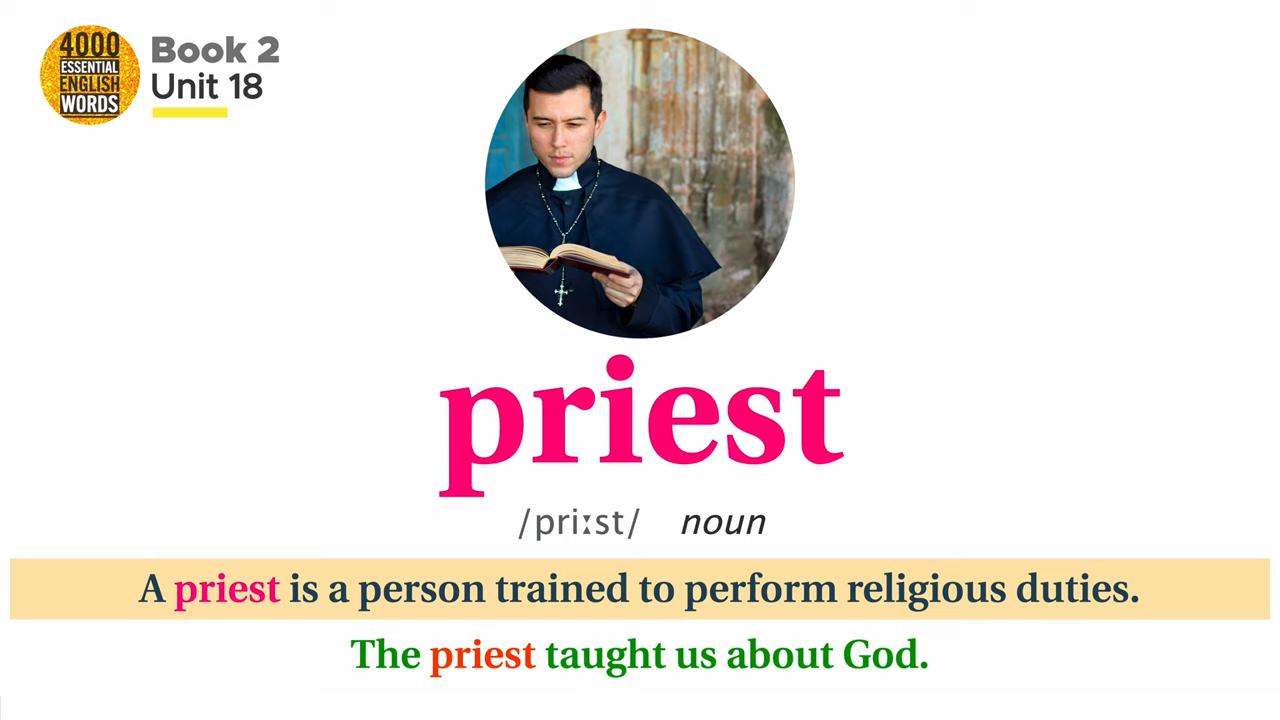 4000
ESSENTIAL
ENGLISH
WORDS
Book 2
Unit 18
priest
/priːst/ noun
A priest is a person trained to perform religious duties.
The priest taught us about God.